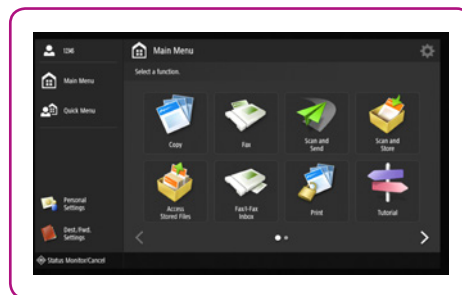 1246
Main Menu
Select a function.
Main Menu
Quick Menu
Copy
Fax
Scan and
Send
Scan and
Store
Access
Stored Files
Fax/I-Fax
Inbox
Print
Tutorial
Personal
Settings
Dest./Fwd.
Settings
Status Monitor/Cancel